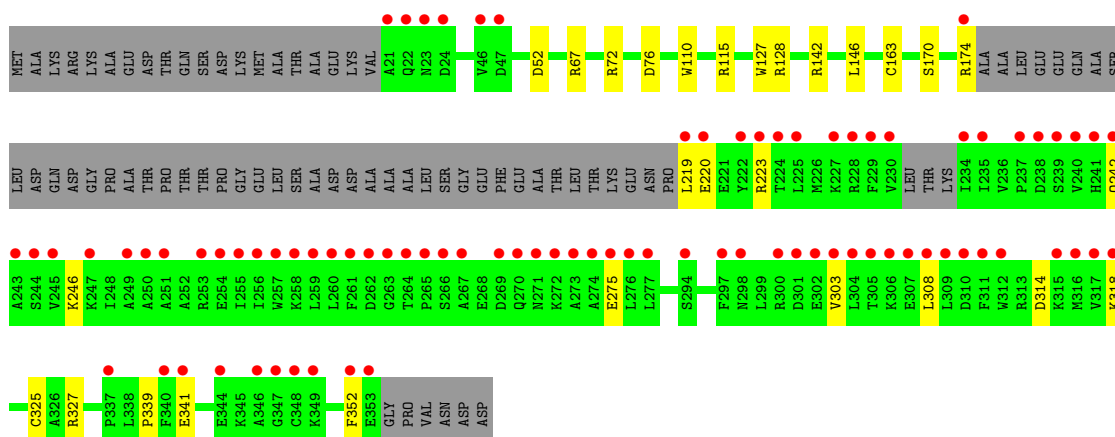 MET ALA LYS ARG LYS ALA GLU ASP THR GLN SER ASP LYS MET ALA THR ALA GLU LYS VAL A21 Q22 N23 D24 V46 D47 D52 R67 R72 D76 W110 R115 W127 R128 R142 L146 C163 S170 R174 ALA ALA LEU GLU GLU GLN ALA SER
LEU ASP GLN ASP GLY PRO ALA THR PRO THR THR PRO GLY GLU LEU SER ALA ASP ASP ALA ALA ALA LEU SER GLY GLU PHE GLU ALA THR LEU THR LYS GLU ASN PRO L219 E220 E221 Y222 R223 T224 L225 M226 K227 R228 F229 V230 LEU THR LYS I234 I235 V236 P237 D238 S239 V240 H241 Q242
A243 S244 V245 K246 K247 I248 A249 A250 A251 A252 R253 E254 I255 I256 W257 K258 L259 L260 F261 D262 G263 T264 P265 S266 A267 E268 D269 Q270 N271 K272 A273 A274 E275 L276 L277 S294 F297 N298 L299 R300 D301 E302 V303 L304 T305 K306 E307 L308 L309 D310 F311 W312 R313 D314 K315 M316 V317 K318
C325 A326 R327 P337 L338 P339 F340 E341 E344 K345 A346 G347 C348 K349 F352 E353 GLY PRO VAL ASN ASP ASP